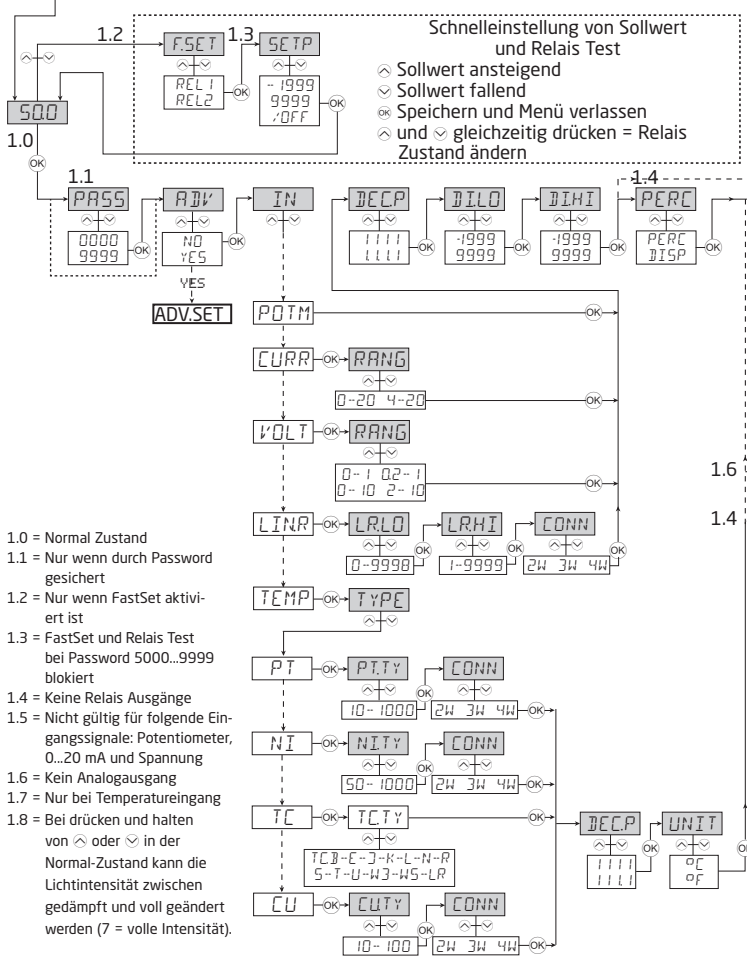 1.2
F.SET
REL1
REL2
OK
1.3
SETP
-1999
9999
/OFF
OK
Schnelleinstellung von Sollwert
und Relais Test
Sollwert ansteigend
Sollwert fallend
OK Speichern und Menü verlassen
und gleichzeitig drücken = Relais
Zustand ändern
50.0
1.0
OK
1.1
PASS
0000
9999
OK
ADV
NO
YES
OK
YES
ADV.SET
IN
DEC.P
1111
1.111
OK
DI.LO
-1999
9999
OK
DI.HI
-1999
9999
OK
1.4
PERC
PERC
DISP
OK
POTM
OK
CURR
OK
RANG
0-20 4-20
OK
VOLT
OK
RANG
0-1 0.2-1
0-10 2-10
OK
LIN.R
OK
LR.LO
0-9998
OK
LR.HI
1-9999
OK
CONN
2W 3W 4W
OK
TEMP
OK
TYPE
PT
OK
PT.TY
10-1000
OK
CONN
2W 3W 4W
OK
NI
OK
NI.TY
50-1000
OK
CONN
2W 3W 4W
OK
TC
OK
TC.TY
TC.B-E-J-K-L-N-R
S-T-U-W3-W5-LR
OK
CU
OK
CU.TY
10-100
OK
CONN
2W 3W 4W
OK
DEC.P
1111
111.1
OK
UNIT
°C
°F
1.6
1.4
1.0 = Normal Zustand
1.1 = Nur wenn durch Password
gesichert
1.2 = Nur wenn FastSet aktivi-
ert ist
1.3 = FastSet und Relais Test
bei Password 5000...9999
blokiert
1.4 = Keine Relais Ausgänge
1.5 = Nicht gültig für folgende Ein-
gangssignale: Potentiometer,
0...20 mA und Spannung
1.6 = Kein Analogausgang
1.7 = Nur bei Temperatureingang
1.8 = Bei drücken und halten
von oder in der
Normal-Zustand kann die
Lichtintensität zwischen
gedämpft und voll geändert
werden (7 = volle Intensität).